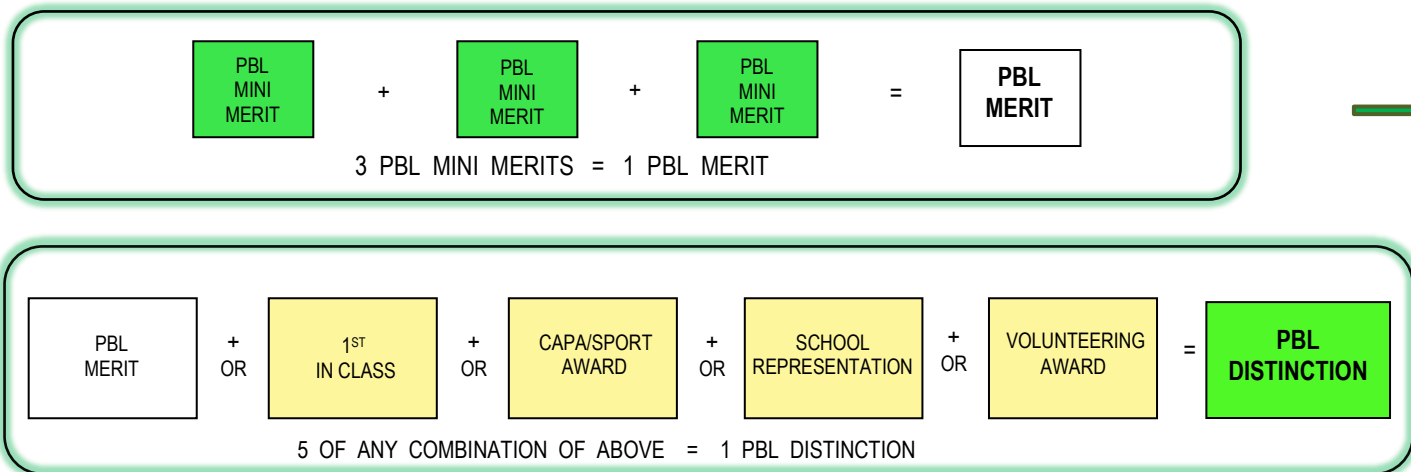 PBL
MINI
MERIT
+
PBL
MINI
MERIT
+
PBL
MINI
MERIT
=
PBL
MERIT
3 PBL MINI MERITS = 1 PBL MERIT
PBL
MERIT
+
OR
1ST
IN CLASS
+
OR
CAPA/SPORT
AWARD
+
OR
SCHOOL
REPRESENTATION
+
OR
VOLUNTEERING
AWARD
=
PBL
DISTINCTION
5 OF ANY COMBINATION OF ABOVE = 1 PBL DISTINCTION